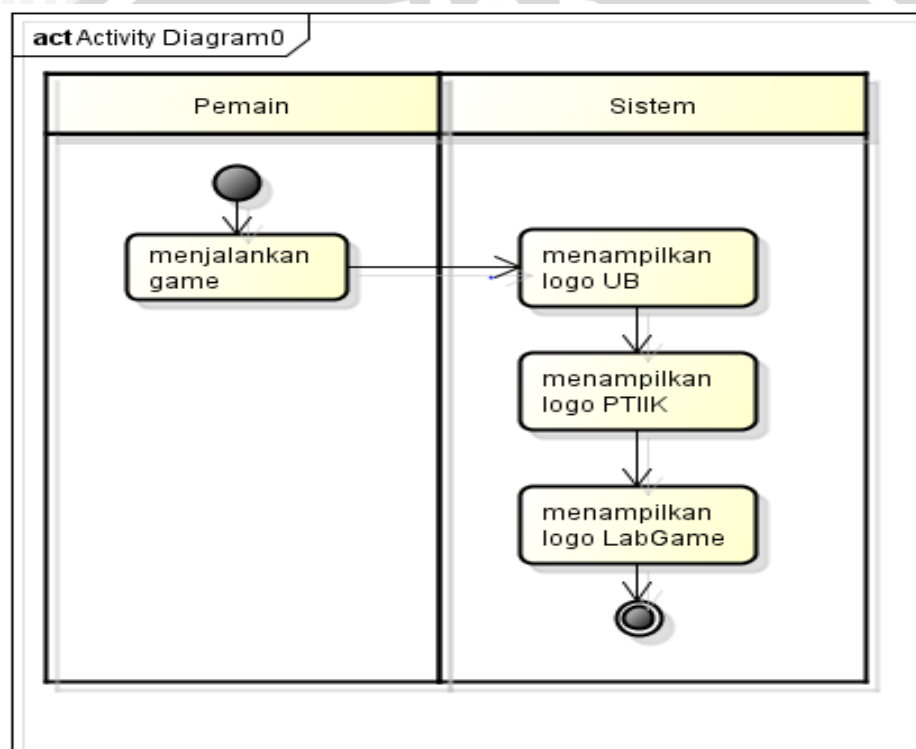 act Activity Diagram0
Pemain
Sistem
menjalankan
game
menampilkan
logo UB
menampilkan
logo PTIIK
menampilkan
logo LabGame